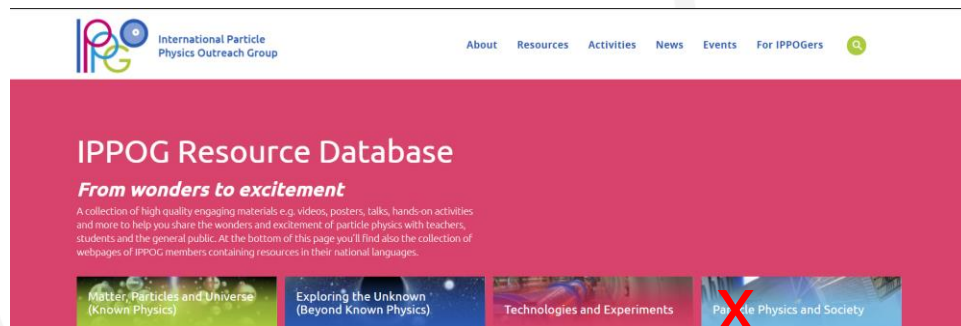 International Particle
Physics Outreach Group
About Resources Activities News Events For IPPOGers
IPPOG Resource Database
From wonders to excitement
A collection of high quality engaging materials e.g. videos, posters, talks, hands-on activities
and more to help you share the wonders and excitement of particle physics with teachers,
students and the general public. At the bottom of this page you'll find also the collection of
webpages of IPPOG members containing resources in their national languages.
Matter, Particles and Universe
(Known Physics)
Exploring the Unknown
(Beyond Known Physics)
Technologies and Experiments
Particle Physics and Society
X